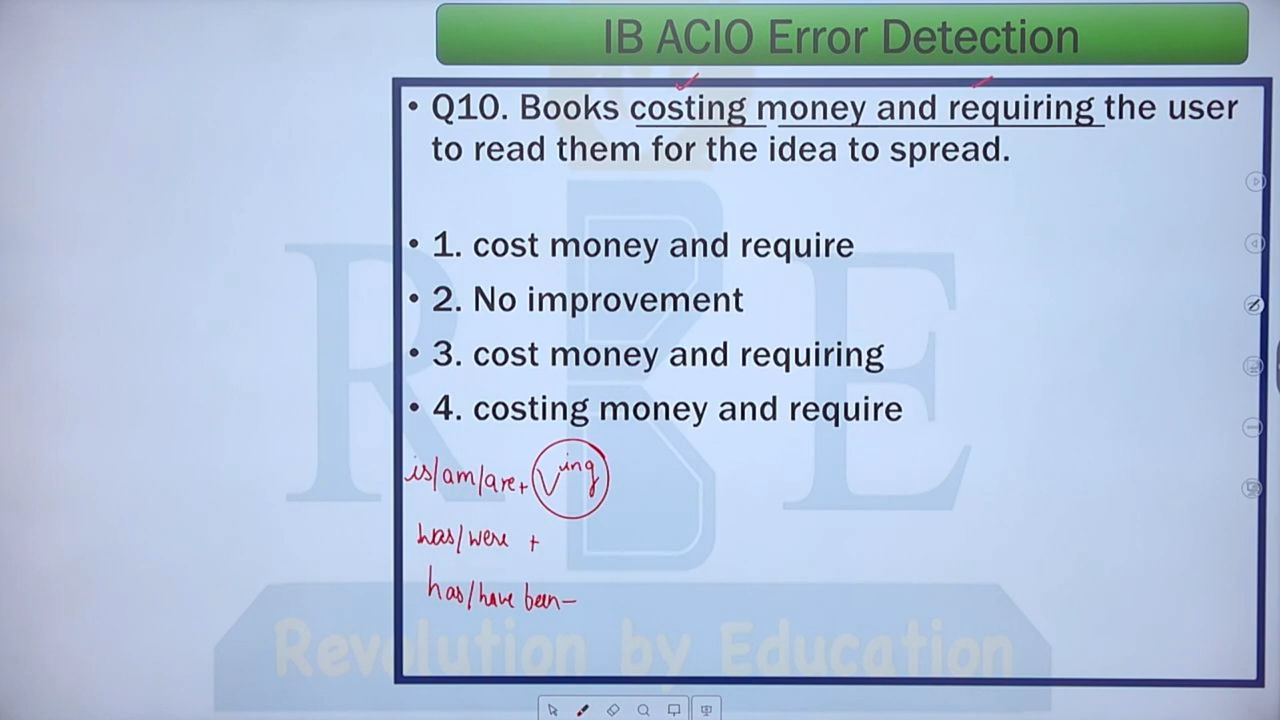 IB ACIO Error Detection
• Q10. Books costing money and requiring the user
to read them for the idea to spread.
• 1. cost money and require
• 2. No improvement
• 3. cost money and requiring
• 4. costing money and require
is/am/are + Ving
was/were +
has/have been –
RBE
Revolution by Education